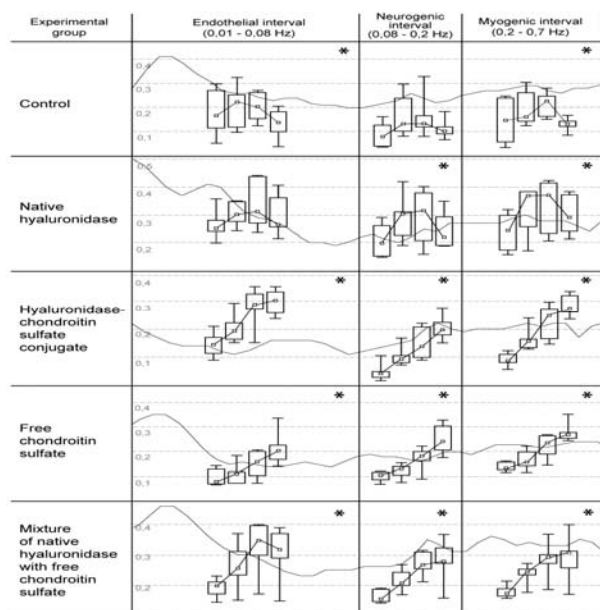 Experimental
group
Endothelial interval
(0,01 - 0,08 Hz)
Neurogenic
interval
(0,08 - 0,2 Hz)
Myogenic interval
(0,2 - 0,7 Hz)
Control
*
0,4
0,3
0,2
0,1
Native
hyaluronidase
*
*
0,5
0,4
0,3
0,2
Hyaluronidase-
chondroitin
sulfate
conjugate
*
*
*
0,4
0,3
0,2
0,1
Free
chondroitin
sulfate
*
*
*
0,4
0,3
0,2
0,1
Mixture
of native
hyaluronidase
with free
chondroitin
sulfate
*
*
*
0,4
0,3
0,2